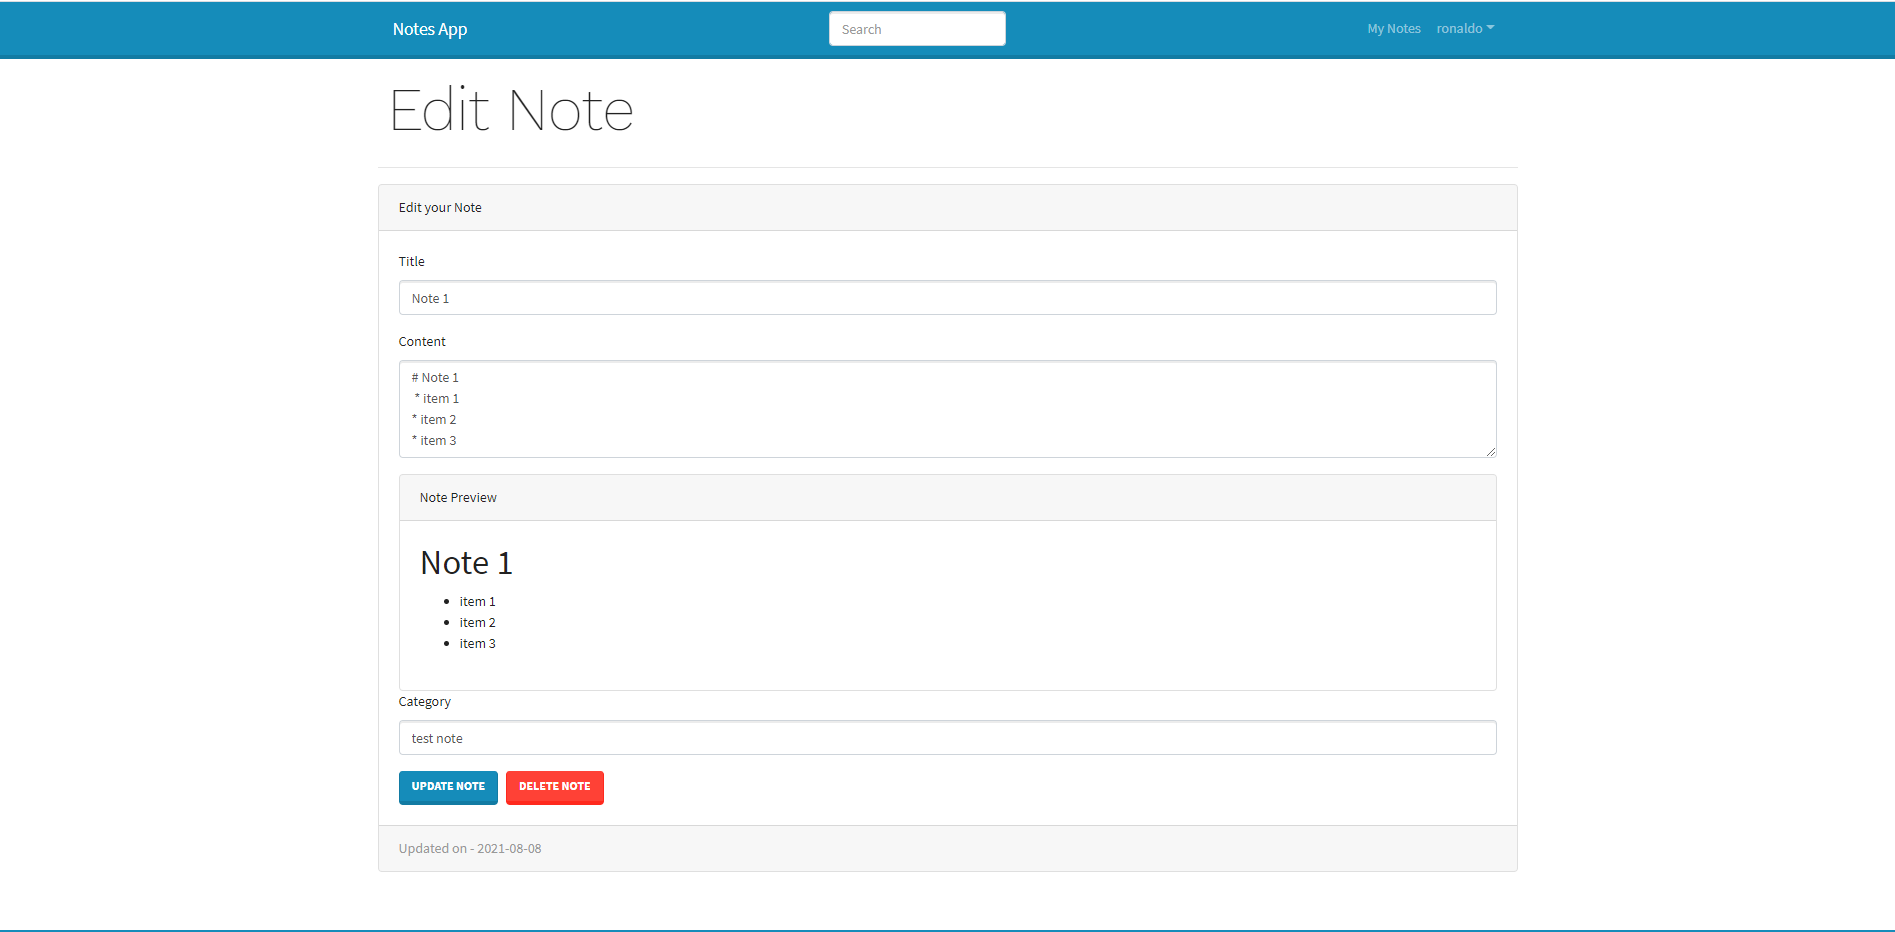 Notes App
Search
My Notes
ronaldo
Edit Note
Edit your Note
Title
Note 1
Content
# Note 1
 * item 1
* item 2
* item 3
Note Preview
Note 1
• item 1
• item 2
• item 3
Category
test note
UPDATE NOTE
DELETE NOTE
Updated on - 2021-08-08